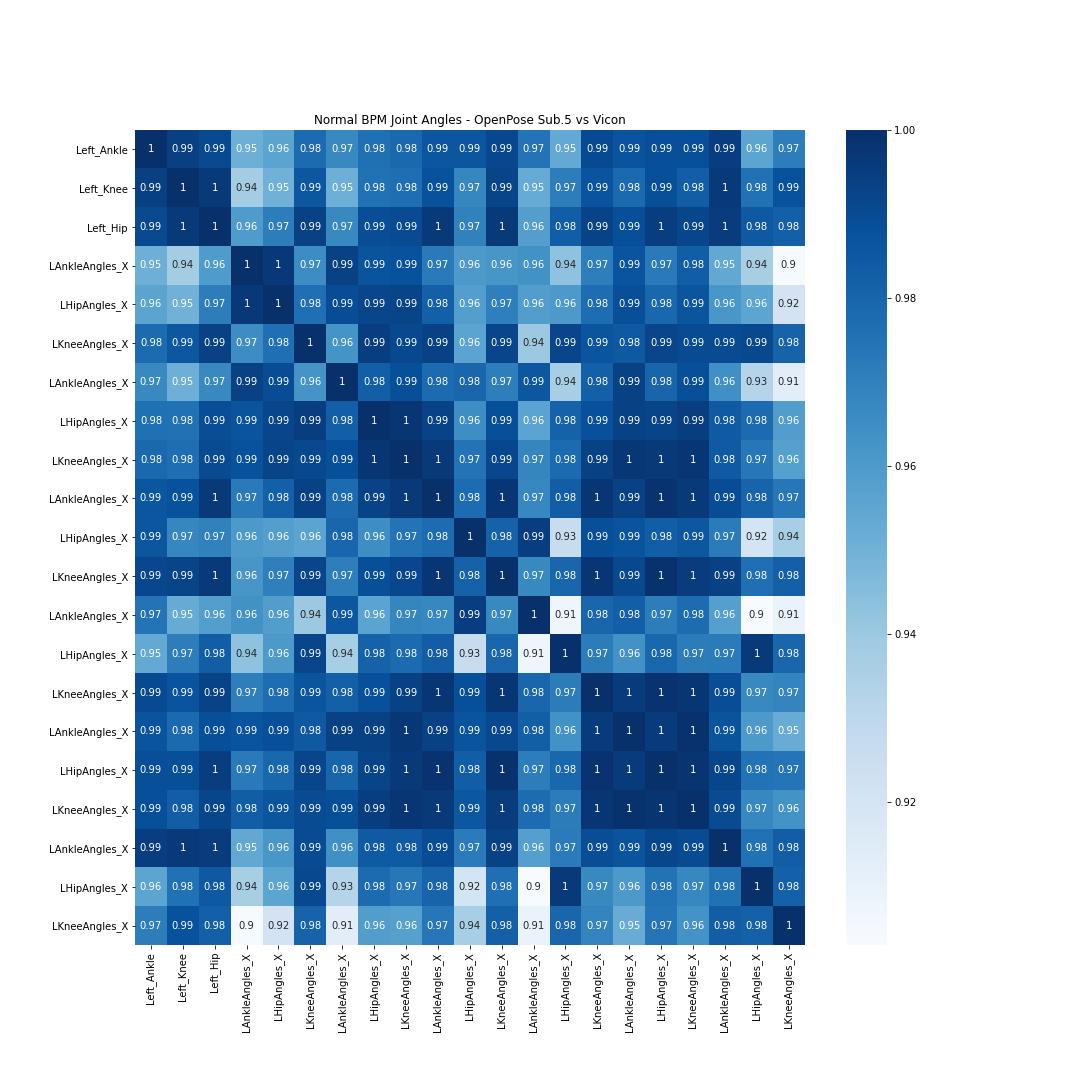 Normal BPM Joint Angles - OpenPose Sub.5 vs Vicon
Left_Ankle 1 0.99 0.99 0.95 0.96 0.98 0.97 0.98 0.98 0.99 0.99 0.99 0.97 0.95 0.99 0.99 0.99 0.99 0.99 0.96 0.97
Left_Knee 0.99 1 1 0.94 0.95 0.99 0.95 0.98 0.98 0.99 0.97 0.99 0.95 0.97 0.99 0.98 0.99 0.98 1 0.98 0.99
Left_Hip 0.99 1 1 0.96 0.97 0.99 0.97 0.99 0.99 1 0.97 1 0.96 0.98 0.99 0.99 1 0.99 1 0.98 0.98
LAnkleAngles_X 0.95 0.94 0.96 1 1 0.97 0.99 0.99 0.99 0.97 0.96 0.96 0.96 0.94 0.97 0.99 0.97 0.98 0.95 0.94 0.9
LHipAngles_X 0.96 0.95 0.97 1 1 0.98 0.99 0.99 0.99 0.98 0.96 0.97 0.96 0.96 0.98 0.99 0.98 0.99 0.96 0.96 0.92
LKneeAngles_X 0.98 0.99 0.99 0.97 0.98 1 0.96 0.99 0.99 0.99 0.96 0.99 0.94 0.99 0.99 0.98 0.99 0.99 0.99 0.99 0.98
LAnkleAngles_X 0.97 0.95 0.97 0.99 0.99 0.96 1 0.98 0.99 0.98 0.98 0.97 0.99 0.94 0.98 0.99 0.98 0.99 0.96 0.93 0.91
LHipAngles_X 0.98 0.98 0.99 0.99 0.99 0.99 0.98 1 1 0.99 0.96 0.99 0.96 0.98 0.99 0.99 0.99 0.99 0.98 0.98 0.96
LKneeAngles_X 0.98 0.98 0.99 0.99 0.99 0.99 0.99 1 1 1 0.97 0.99 0.97 0.98 0.99 1 1 1 0.98 0.97 0.96
LAnkleAngles_X 0.99 0.99 1 0.97 0.98 0.99 0.98 0.99 1 1 0.98 1 0.97 0.98 1 0.99 1 1 0.99 0.98 0.97
LHipAngles_X 0.99 0.97 0.97 0.96 0.96 0.96 0.98 0.96 0.97 0.98 1 0.98 0.99 0.93 0.99 0.99 0.98 0.99 0.97 0.92 0.94
LKneeAngles_X 0.99 0.99 1 0.96 0.97 0.99 0.97 0.99 0.99 1 0.98 1 0.97 0.98 1 0.99 1 1 0.99 0.98 0.98
LAnkleAngles_X 0.97 0.95 0.96 0.96 0.96 0.94 0.99 0.96 0.97 0.97 0.99 0.97 1 0.91 0.98 0.98 0.97 0.98 0.96 0.9 0.91
LHipAngles_X 0.95 0.97 0.98 0.94 0.96 0.99 0.94 0.98 0.98 0.98 0.93 0.98 0.91 1 0.97 0.96 0.98 0.97 0.97 1 0.98
LKneeAngles_X 0.99 0.99 0.99 0.97 0.98 0.99 0.98 0.99 0.99 1 0.99 1 0.98 0.97 1 1 1 1 0.99 0.97 0.97
LAnkleAngles_X 0.99 0.98 0.99 0.99 0.99 0.98 0.99 0.99 1 0.99 0.99 0.99 0.98 0.96 1 1 1 1 0.99 0.96 0.95
LHipAngles_X 0.99 0.99 1 0.97 0.98 0.99 0.98 0.99 1 1 0.98 1 0.97 0.98 1 1 1 1 0.99 0.98 0.97
LKneeAngles_X 0.99 0.98 0.99 0.98 0.99 0.99 0.99 0.99 1 1 0.99 1 0.98 0.97 1 1 1 1 0.99 0.97 0.96
LAnkleAngles_X 0.99 1 1 0.95 0.96 0.99 0.96 0.98 0.98 0.99 0.97 0.99 0.96 0.97 0.99 0.99 0.99 0.99 1 0.98 0.98
LHipAngles_X 0.96 0.98 0.98 0.94 0.96 0.99 0.93 0.98 0.97 0.98 0.92 0.98 0.9 1 0.97 0.96 0.98 0.97 0.98 1 0.98
LKneeAngles_X 0.97 0.99 0.98 0.9 0.92 0.98 0.91 0.96 0.96 0.97 0.94 0.98 0.91 0.98 0.97 0.95 0.97 0.96 0.98 0.98 1
Left_Ankle
Left_Knee
Left_Hip
LAnkleAngles_X
LHipAngles_X
LKneeAngles_X
LAnkleAngles_X
LHipAngles_X
LKneeAngles_X
LAnkleAngles_X
LHipAngles_X
LKneeAngles_X
LAnkleAngles_X
LHipAngles_X
LKneeAngles_X
LAnkleAngles_X
LHipAngles_X
LKneeAngles_X
LAnkleAngles_X
LHipAngles_X
LKneeAngles_X
1.00
0.98
0.96
0.94
0.92